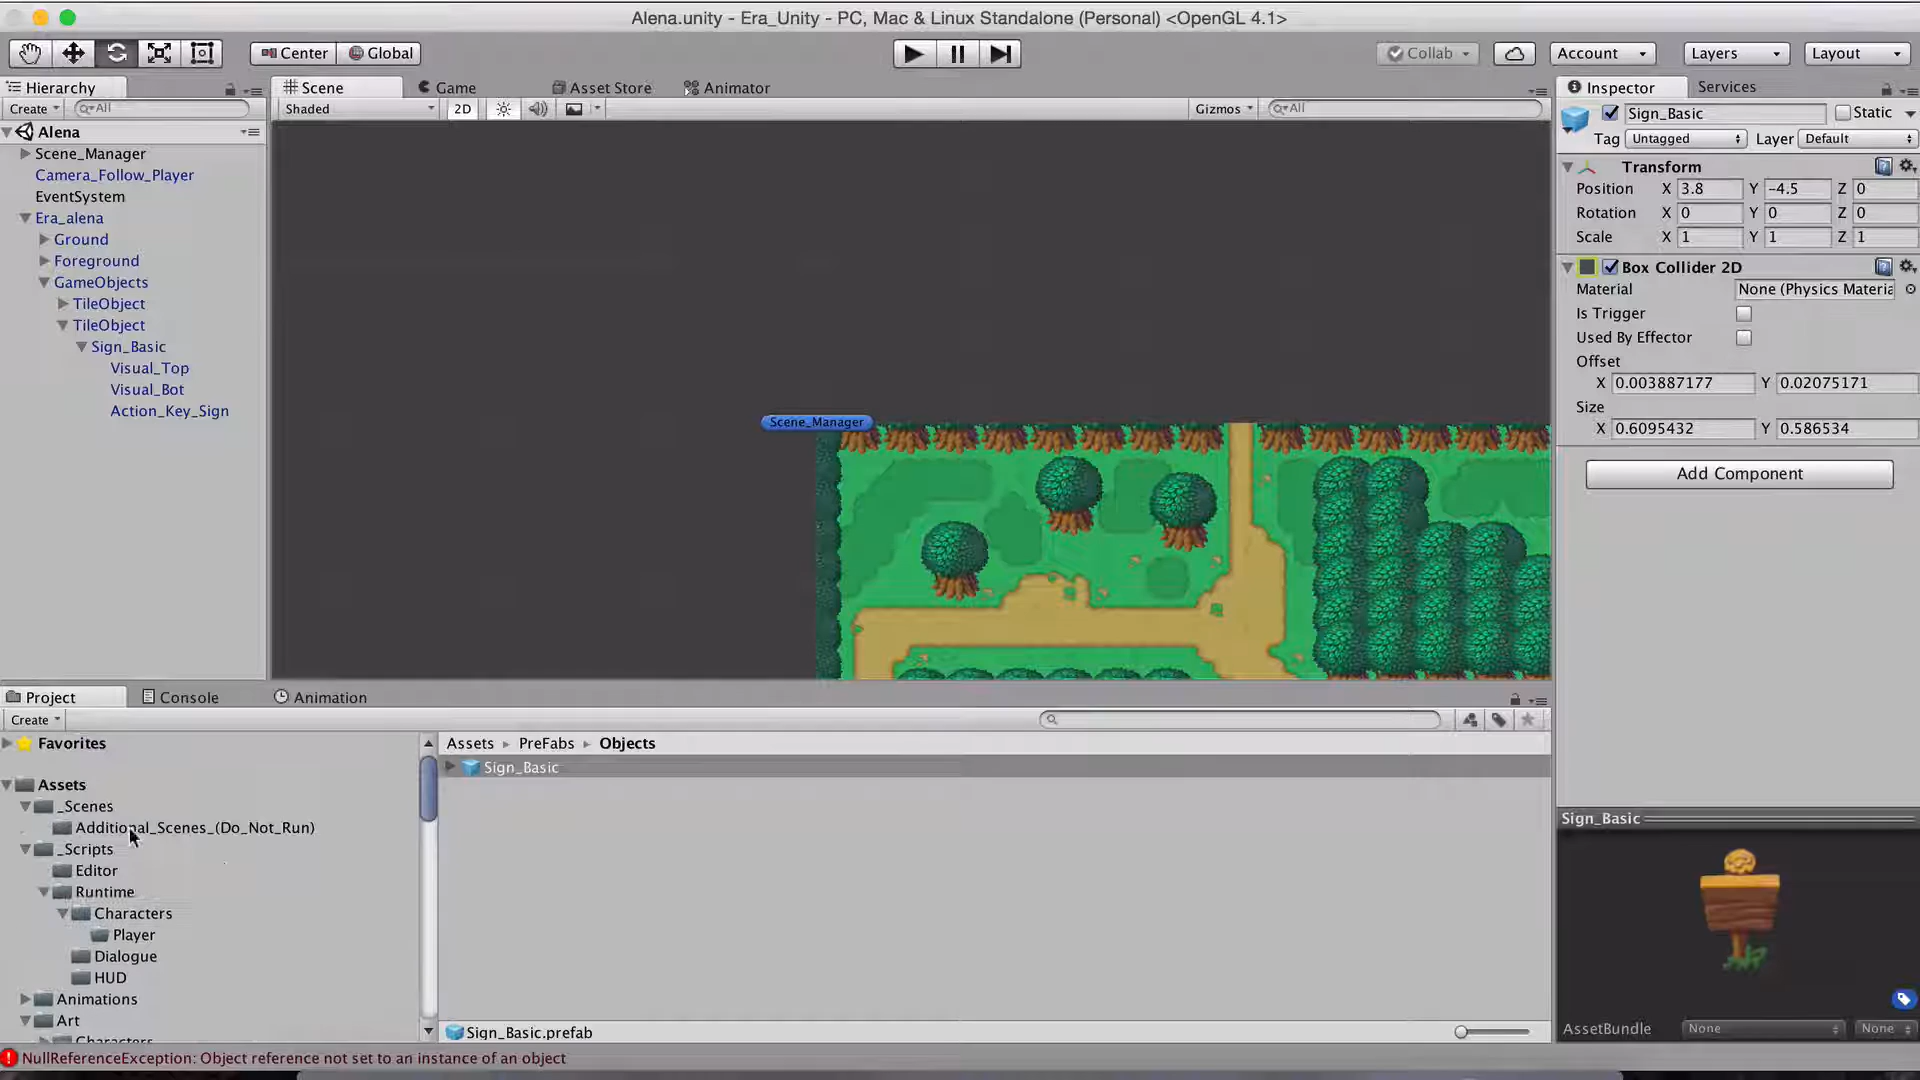 Alena.unity - Era_Unity - PC, Mac & Linux Standalone (Personal) <OpenGL 4.1>
Center Global Collab Account Layers Layout
Hierarchy
Create All
Alena
Scene_Manager
Camera_Follow_Player
EventSystem
Era_alena
Ground
Foreground
GameObjects
TileObject
TileObject
Sign_Basic
Visual_Top
Visual_Bot
Action_Key_Sign
Scene Game Asset Store Animator
Shaded 2D Gizmos All
Scene_Manager
Inspector Services
Sign_Basic Static
Tag Untagged Layer Default
Transform
Position X 3.8 Y -4.5 Z 0
Rotation X 0 Y 0 Z 0
Scale X 1 Y 1 Z 1
Box Collider 2D
Material None (Physics Materia
Is Trigger
Used By Effector
Offset
X 0.003887177 Y 0.02075171
Size
X 0.6095432 Y 0.586534
Add Component
Project Console Animation
Create
Favorites
Assets
_Scenes
Additional_Scenes_(Do_Not_Run)
_Scripts
Editor
Runtime
Characters
Player
Dialogue
HUD
Animations
Art
Characters
Assets PreFabs Objects
Sign_Basic
Sign_Basic.prefab
Sign_Basic
AssetBundle None None
NullReferenceException: Object reference not set to an instance of an object